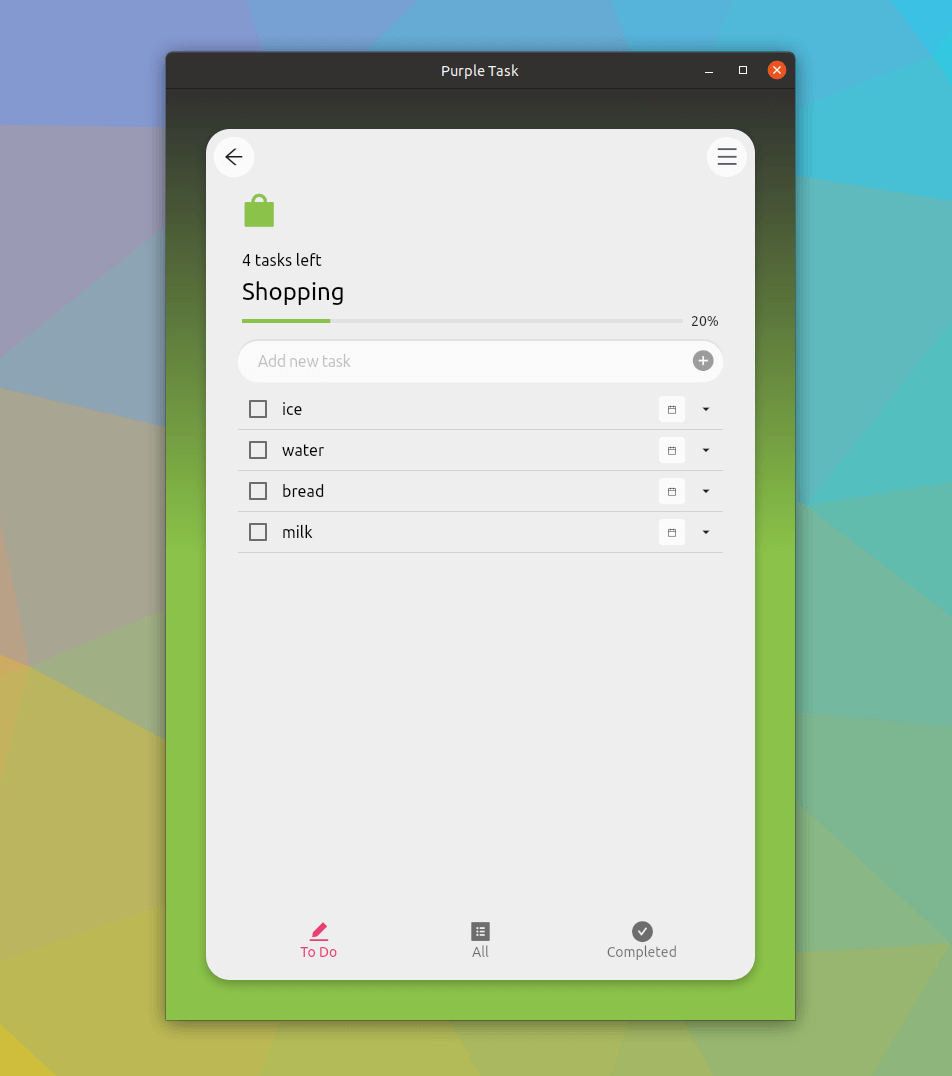 Purple Task
4 tasks left
Shopping
20%
Add new task
ice
water
bread
milk
To Do
All
Completed